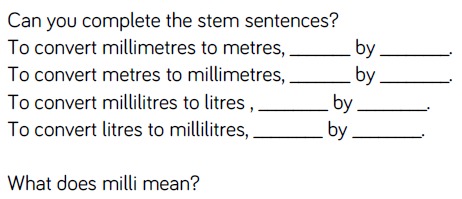 Can you complete the stem sentences?
To convert millimetres to metres, ______ by ______.
To convert metres to millimetres, ______ by ______.
To convert millilitres to litres , ______ by ______.
To convert litres to millilitres, ______ by ______.
What does milli mean?